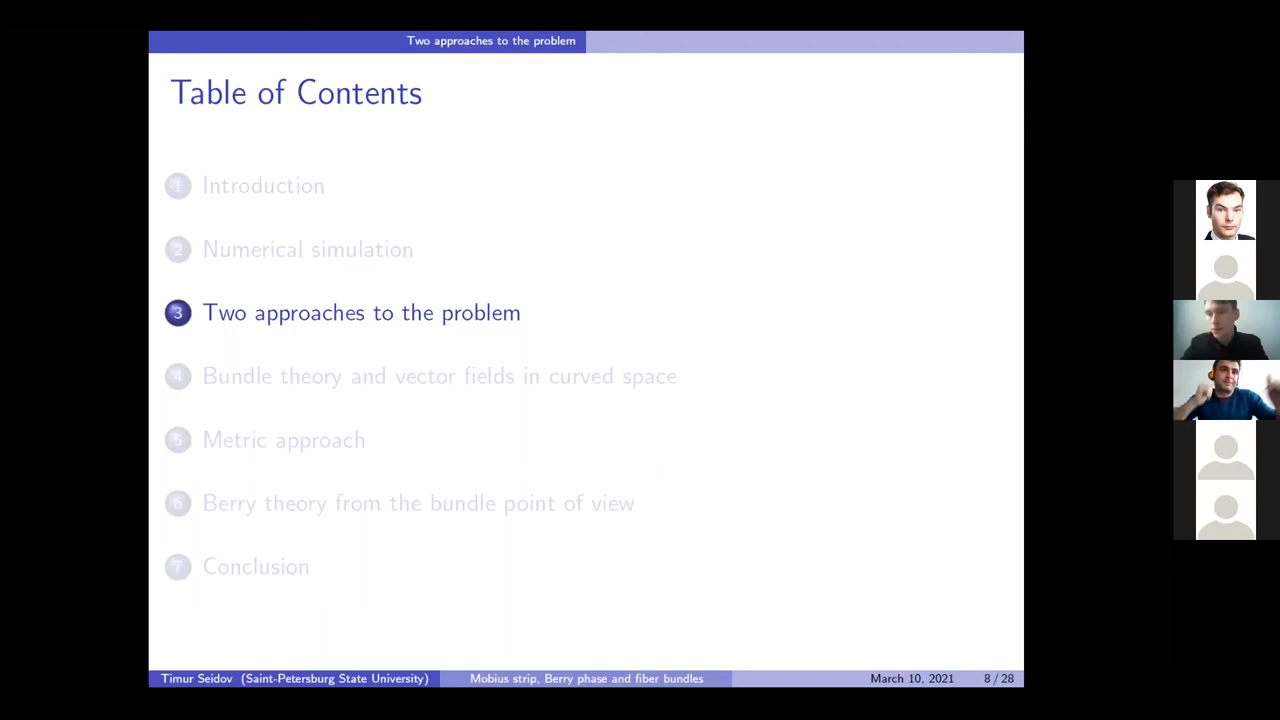 Two approaches to the problem
Table of Contents
1 Introduction
2 Numerical simulation
3 Two approaches to the problem
4 Bundle theory and vector fields in curved space
5 Metric approach
6 Berry theory from the bundle point of view
7 Conclusion
Timur Seidov (Saint-Petersburg State University) Mobius strip, Berry phase and fiber bundles March 10, 2021 8 / 28